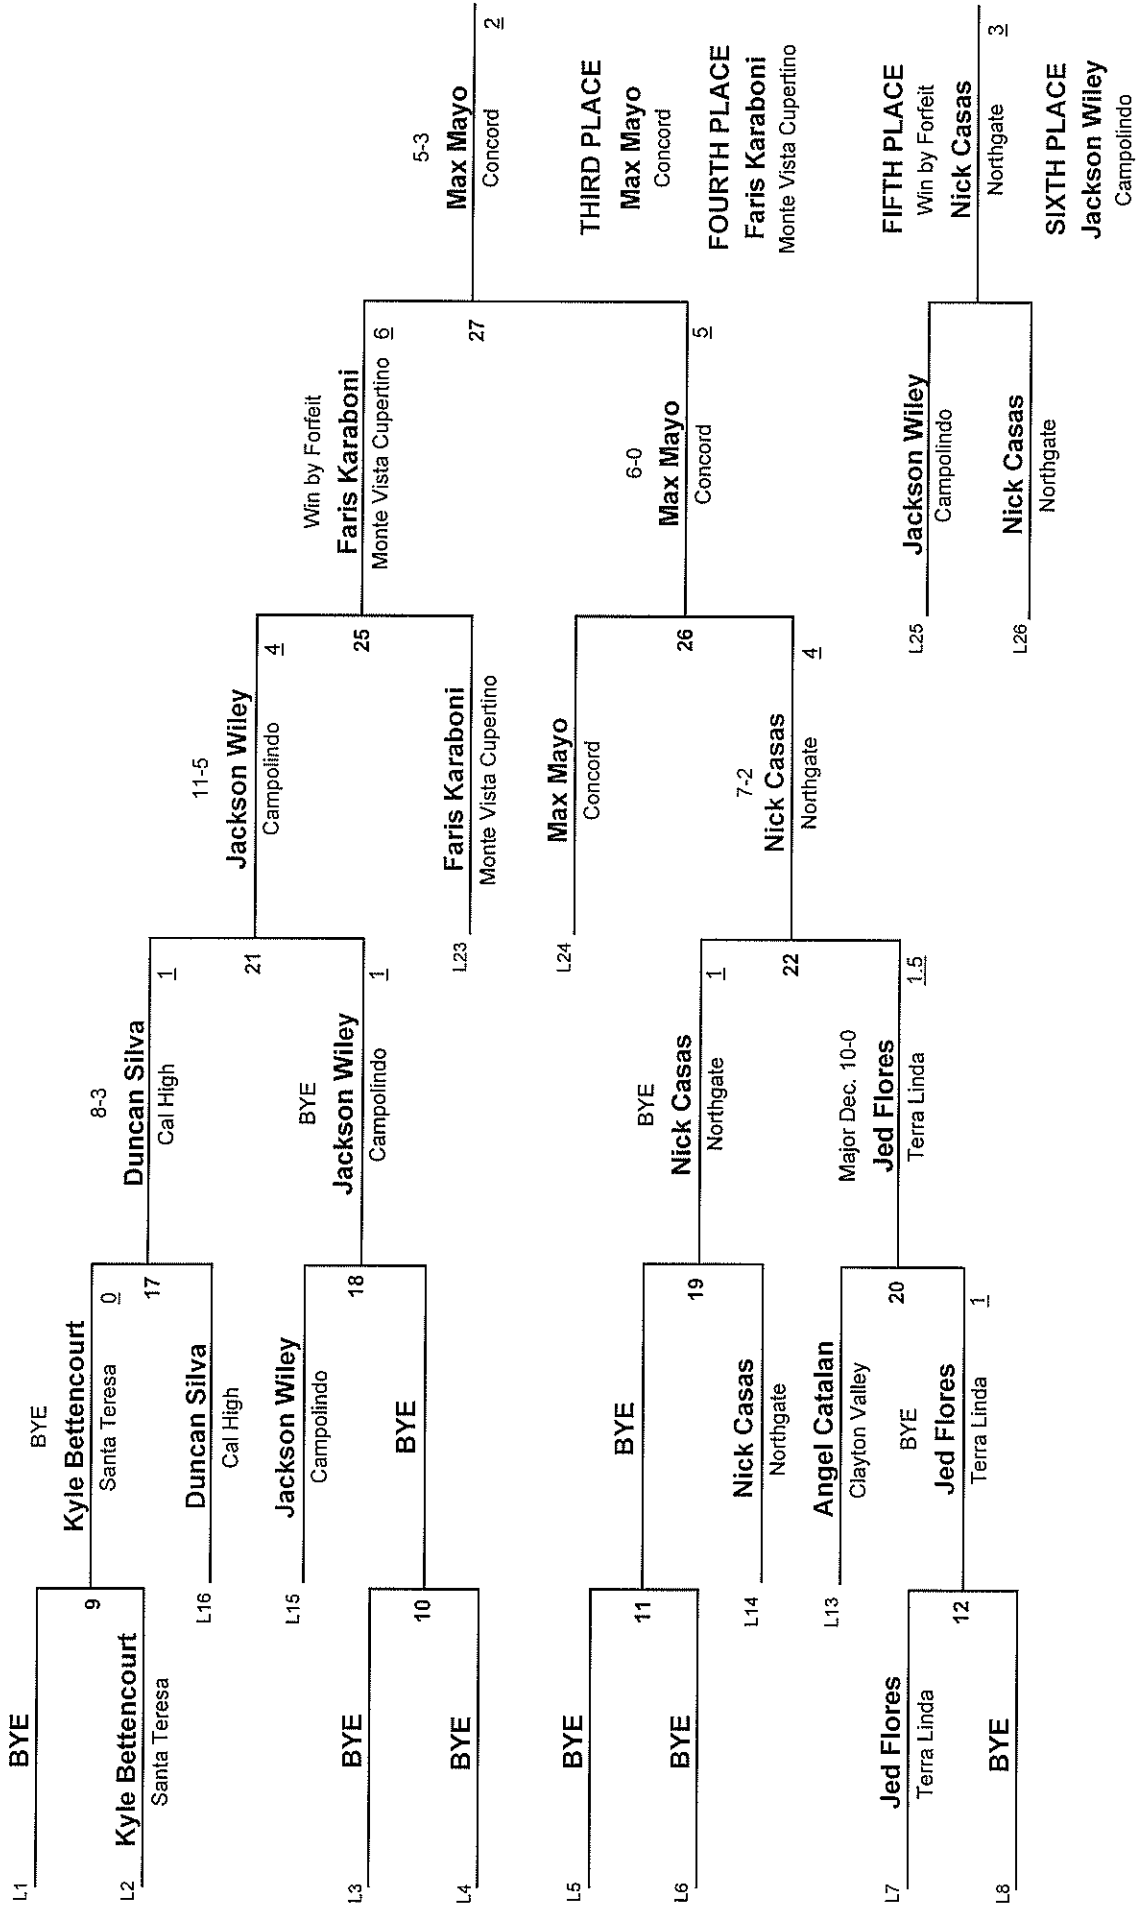 L1
BYE
9
L2
Kyle Bettencourt
Santa Teresa
L3
BYE
10
L4
BYE
L5
BYE
11
L6
BYE
L7
Jed Flores
Terra Linda
12
L8
BYE
BYE
Kyle Bettencourt
Santa Teresa
0
17
L16
Duncan Silva
Cal High
L15
Jackson Wiley
Campolindo
18
BYE
BYE
19
L14
Nick Casas
Northgate
L13
Angel Catalan
Clayton Valley
20
BYE
Jed Flores
Terra Linda
1
8-3
Duncan Silva
Cal High
1
21
BYE
Jackson Wiley
Campolindo
1
BYE
Nick Casas
Northgate
1
22
Major Dec. 10-0
Jed Flores
Terra Linda
1.5
11-5
Jackson Wiley
Campolindo
4
25
L23
Faris Karaboni
Monte Vista Cupertino
L24
Max Mayo
Concord
26
7-2
Nick Casas
Northgate
4
Win by Forfeit
Faris Karaboni
Monte Vista Cupertino
6
27
6-0
Max Mayo
Concord
5
L25
Jackson Wiley
Campolindo
L26
Nick Casas
Northgate
5-3
Max Mayo
Concord
2
THIRD PLACE
Max Mayo
Concord
FOURTH PLACE
Faris Karaboni
Monte Vista Cupertino
FIFTH PLACE
Win by Forfeit
Nick Casas
Northgate
3
SIXTH PLACE
Jackson Wiley
Campolindo